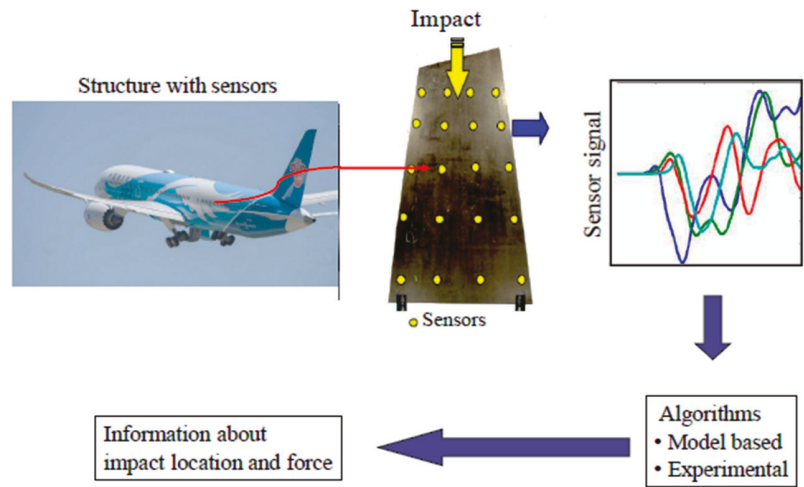 Impact
Structure with sensors
Sensor signal
Sensors
Algorithms
• Model based
• Experimental
Information about
impact location and force